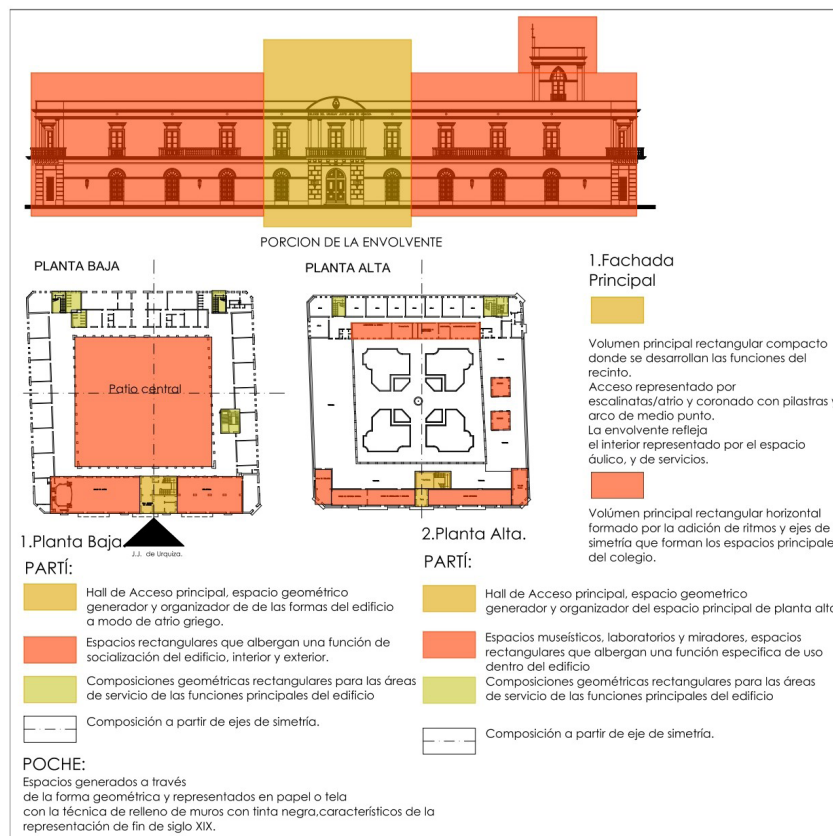 PORCION DE LA ENVOLVENTE
PLANTA BAJA
Patio central
J.J. de Urquiza.
1.Planta Baja.
PARTÍ:
Hall de Acceso principal, espacio geométrico
generador y organizador de de las formas del edificio
a modo de atrio griego.
Espacios rectangulares que albergan una función de
socialización del edificio, interior y exterior.
Composiciones geométricas rectangulares para las áreas
de servicio de las funciones principales del edificio
Composición a partir de ejes de simetría.
POCHE:
Espacios generados a través
de la forma geométrica y representados en papel o tela
con la técnica de relleno de muros con tinta negra,característicos de la
representación de fin de siglo XIX.
PLANTA ALTA
2.Planta Alta.
PARTÍ:
Hall de Acceso principal, espacio geometrico
generador y organizador del espacio principal de planta alta
Espacios museísticos, laboratorios y miradores, espacios
rectangulares que albergan una función especifica de uso
dentro del edificio
Composiciones geométricas rectangulares para las áreas
de servicio de las funciones principales del edificio
Composición a partir de eje de simetría.
1.Fachada
Principal
Volumen principal rectangular compacto
donde se desarrollan las funciones del
recinto.
Acceso representado por
escalinatas/atrio y coronado con pilastras y
arco de medio punto.
La envolvente refleja
el interior representado por el espacio
áulico, y de servicios.
Volúmen principal rectangular horizontal
formado por la adición de ritmos y ejes de
simetría que forman los espacios principales
del colegio.